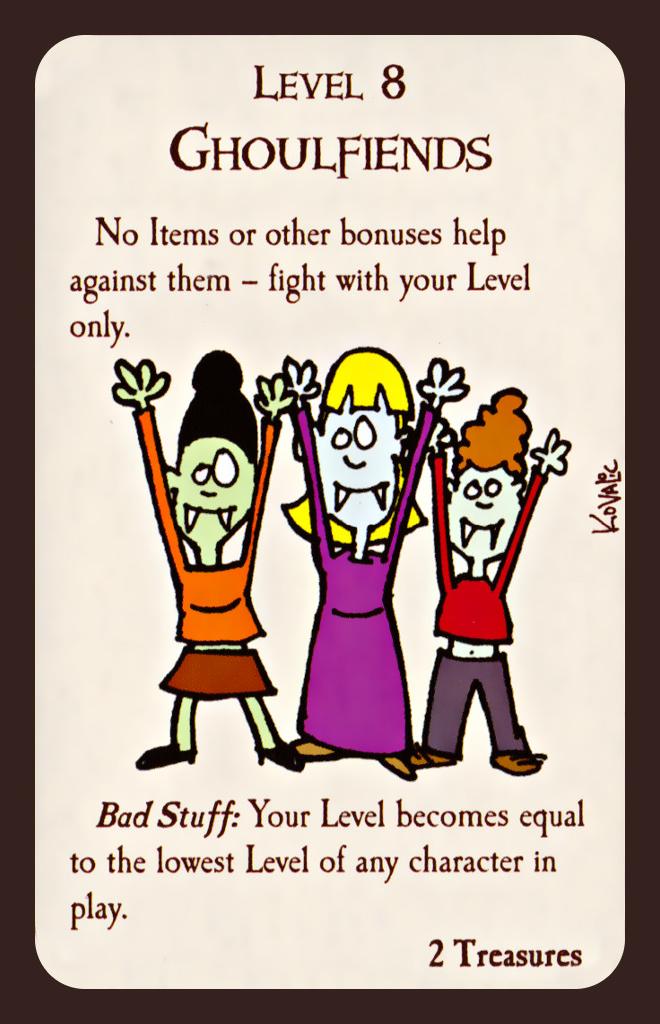 Level 8
Ghoulfiends
No Items or other bonuses help
against them – fight with your Level
only.
Kovalic
Bad Stuff: Your Level becomes equal
to the lowest Level of any character in
play.
2 Treasures